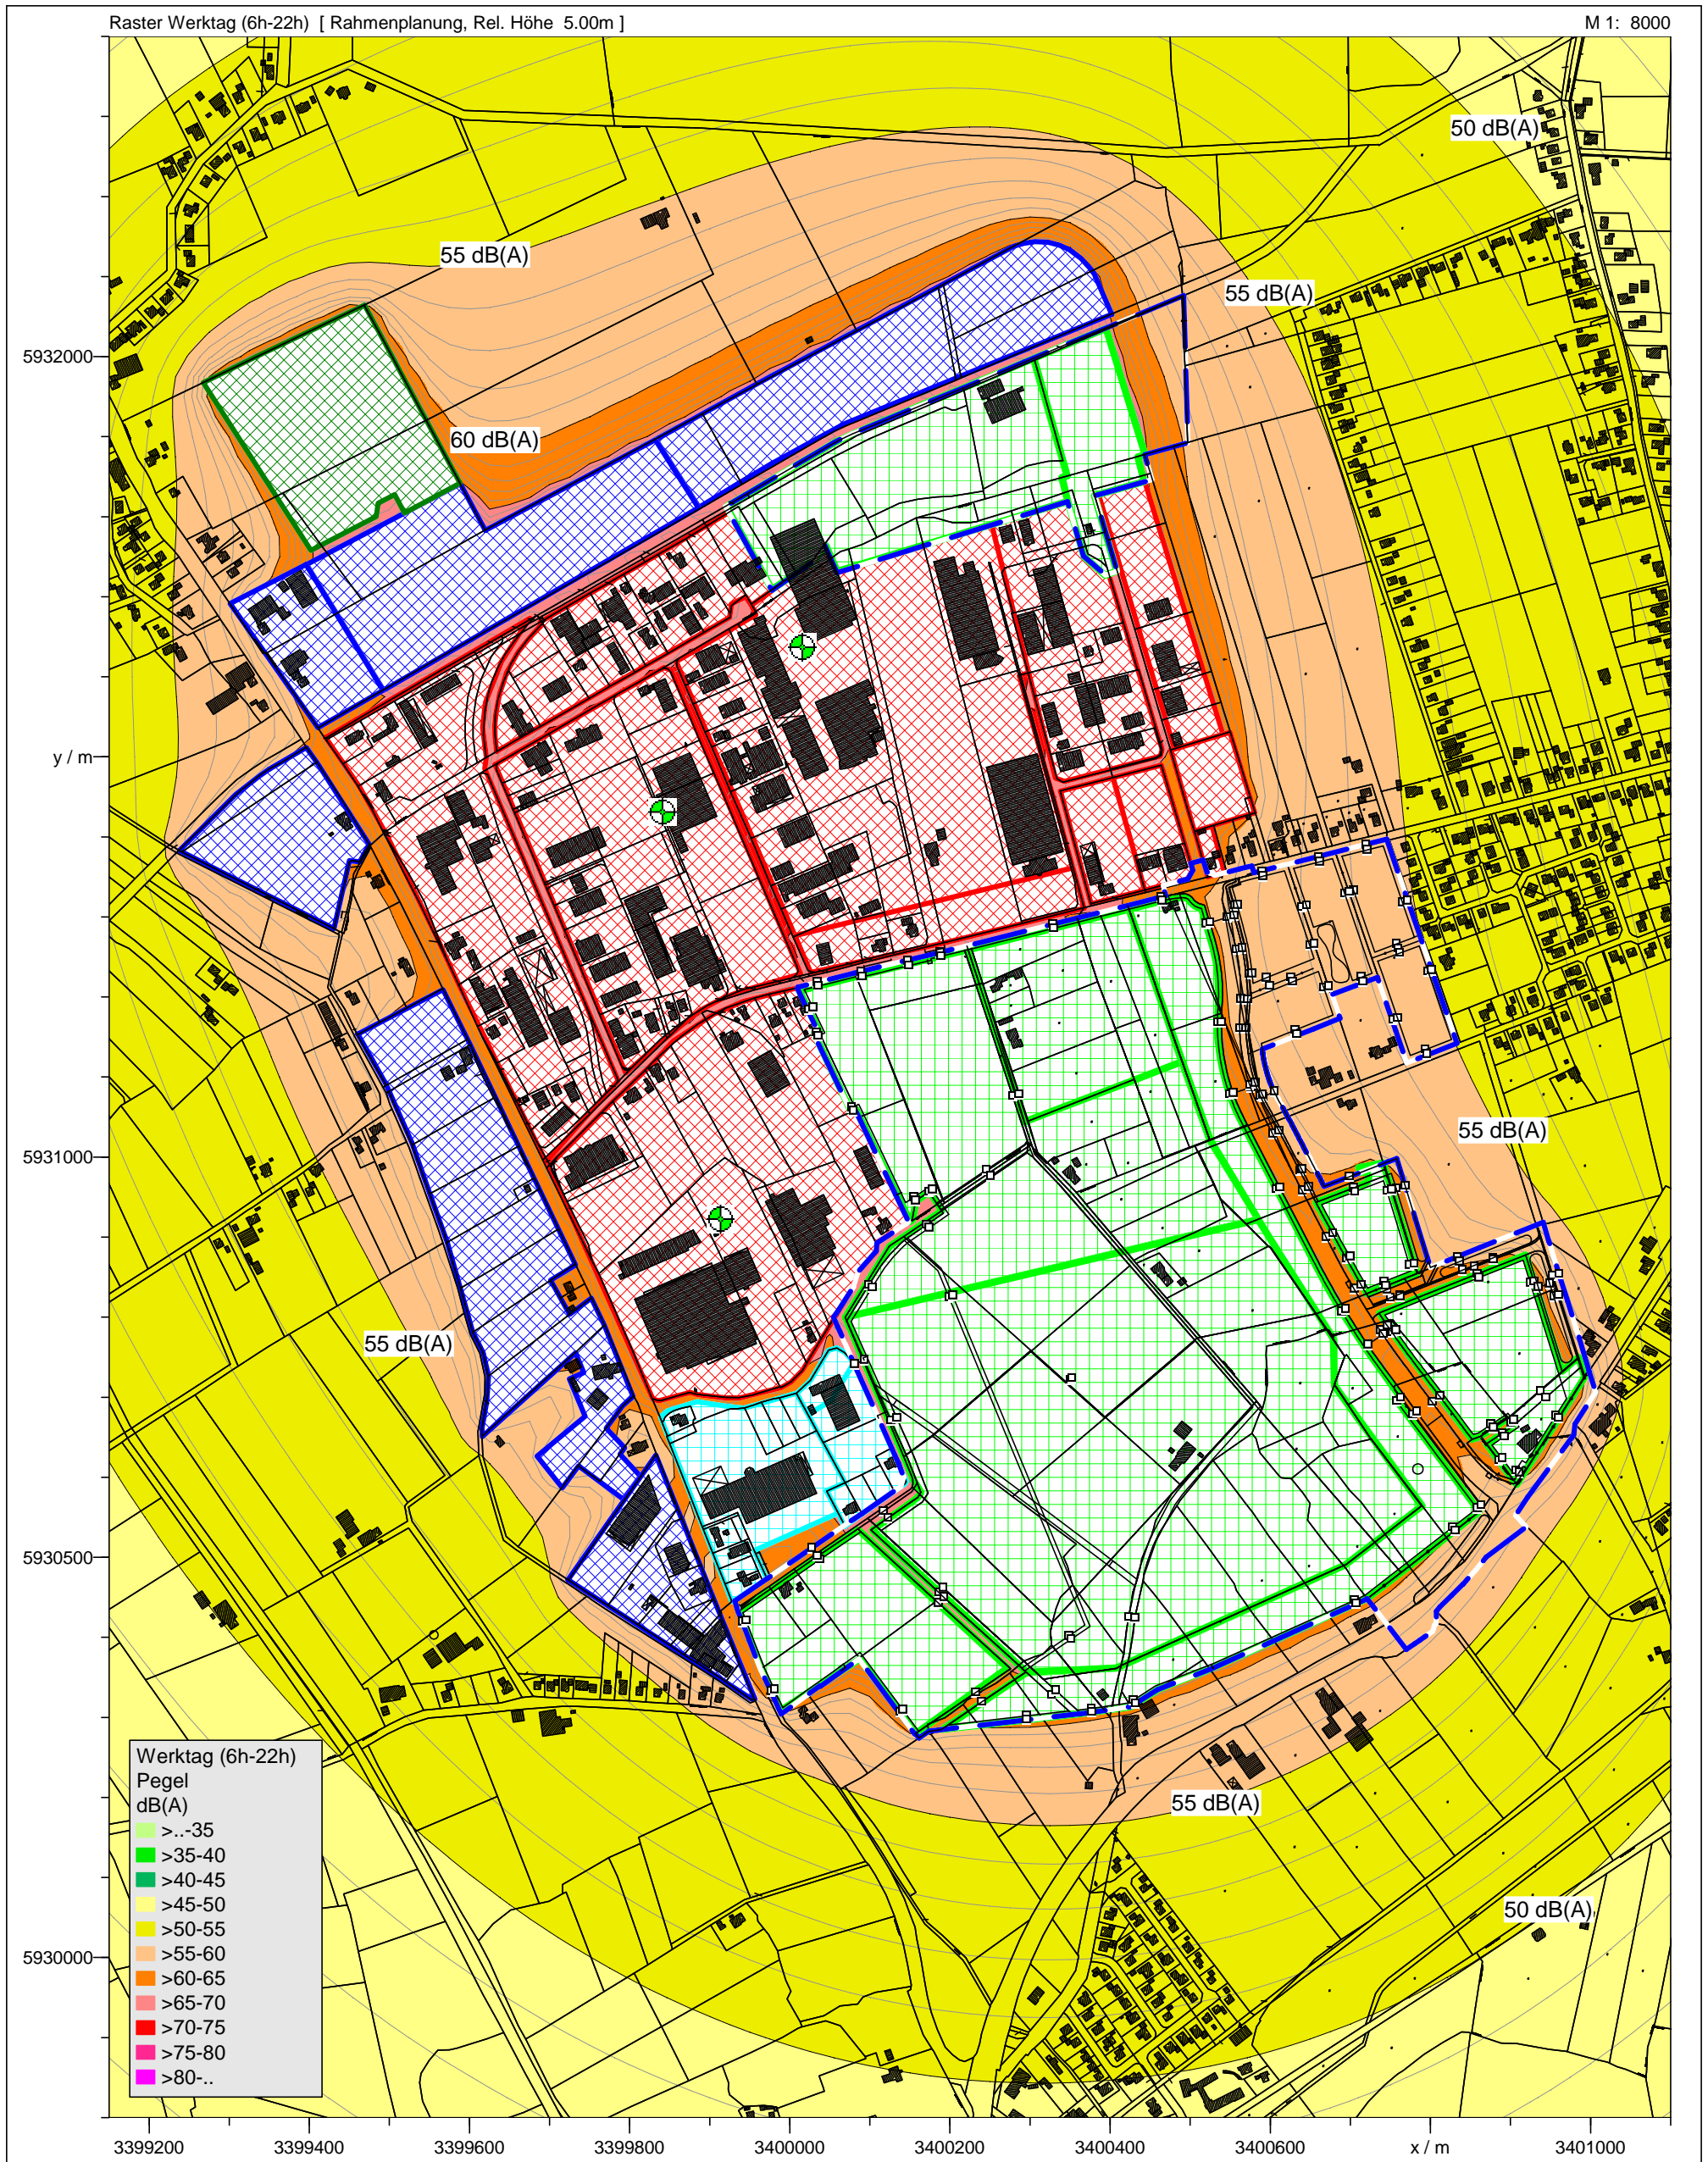 Raster Werktag (6h-22h) [ Rahmenplanung, Rel. Höhe 5.00m ]
M 1: 8000
50 dB(A)
55 dB(A)
55 dB(A)
5932000
60 dB(A)
y / m
55 dB(A)
5931000
55 dB(A)
5930500
Werktag (6h-22h)
Pegel
dB(A)
>..-35
>35-40
>40-45
>45-50
>50-55
>55-60
>60-65
>65-70
>70-75
>75-80
>80-..
55 dB(A)
50 dB(A)
5930000
3399200 3399400 3399600 3399800 3400000 3400200 3400400 3400600 x / m 3401000